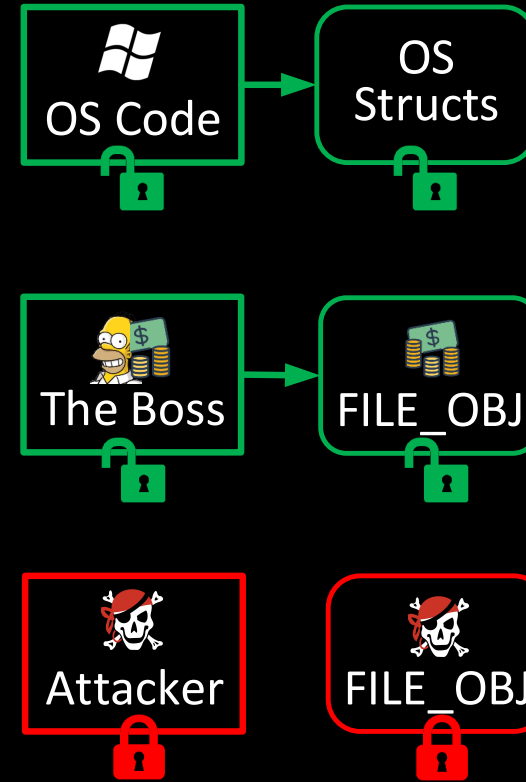 OS Code
OS
Structs
$
The Boss
$
FILE_OBJ
Attacker
FILE_OBJ